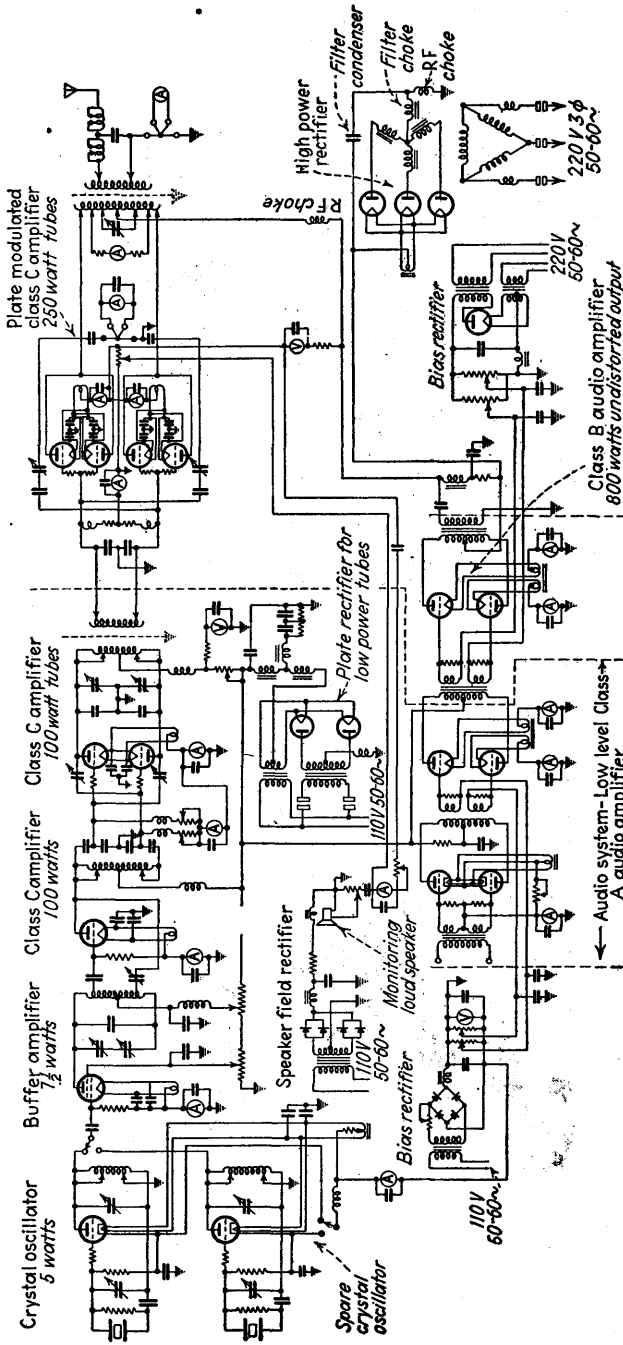 Crystal oscillator
5 watts
Buffer amplifier
7½ watts
Class C amplifier
100 watts
Class C amplifier
100 watt tubes
Plate modulated
class C amplifier
250 watt tubes
A
A
A
A
A
A
A
A
A
A
V
V
RF choke
Spare
crystal
oscillator
A
Speaker field rectifier
110V
50-60~
Monitoring
loud speaker
A
110V 50-60~
Plate rectifier for
low power tubes
High power
rectifier
Filter
condenser
Filter
choke
RF
choke
220 V 3ϕ
50-60~
Bias rectifier
110V
60-60~
V
A
A
A
A
A
Audio system-Low level Class
A audio amplifier
Class B audio amplifier
800 watts undistorted output
Bias rectifier
220V
50-60~